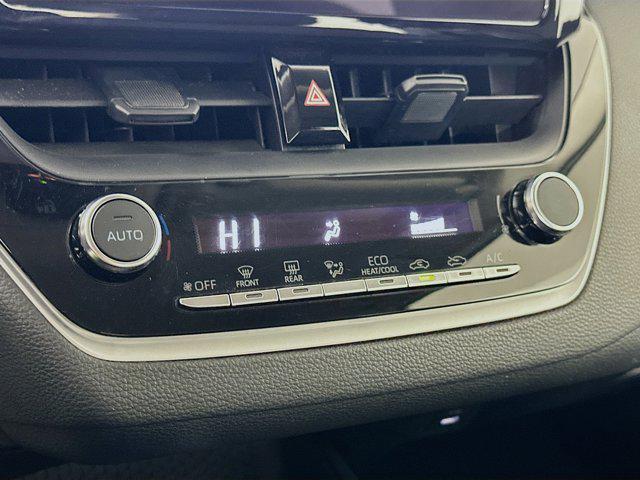 AUTO
HI
OFF
FRONT
REAR
ECO
HEAT/COOL
A/C